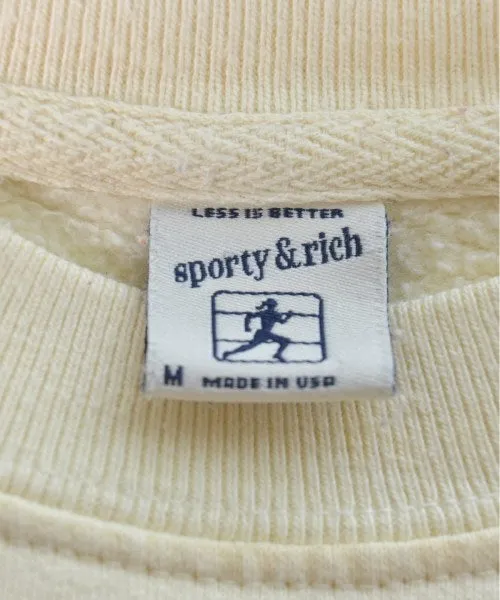 LESS IS BETTER
sporty & rich
M MADE IN USA